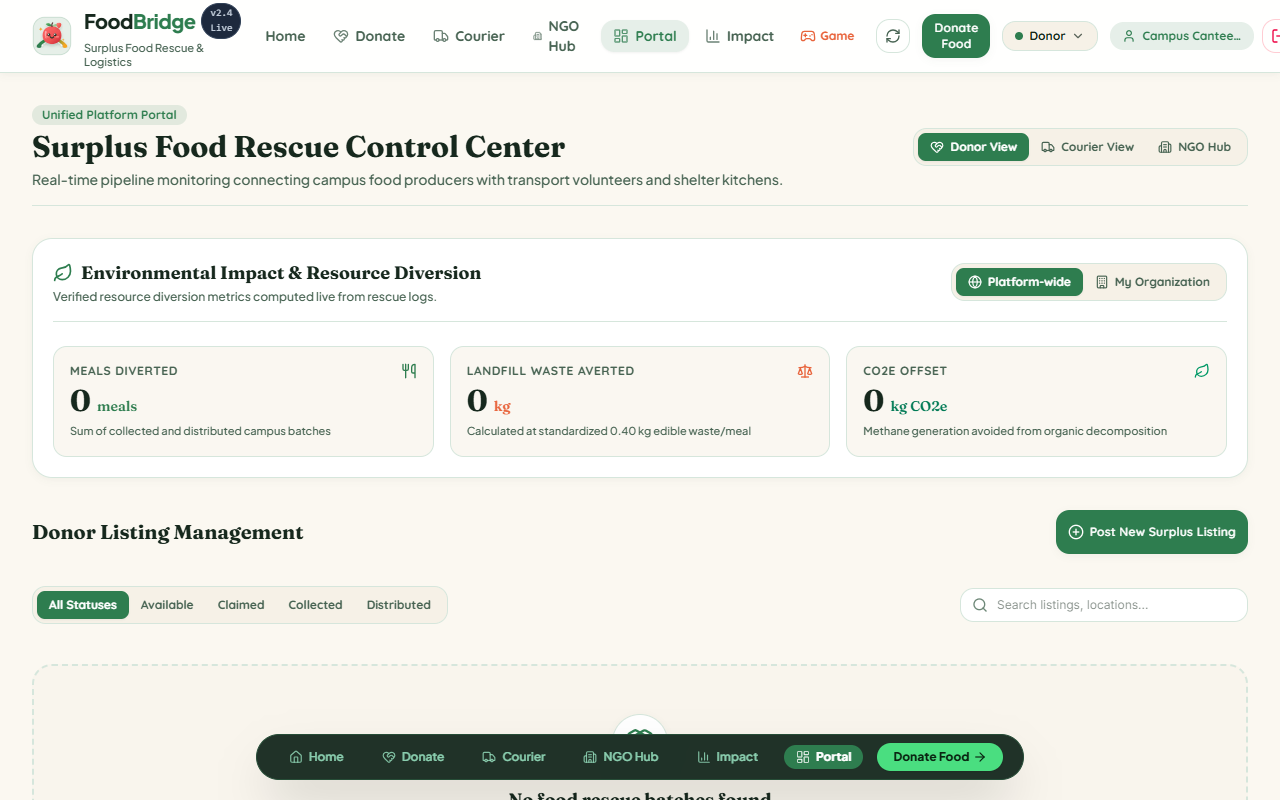 FoodBridge
v2.4
Live
Surplus Food Rescue &
Logistics
Home
Donate
Courier
NGO
Hub
Portal
Impact
Game
Donate
Food
Donor
Campus Cantee...
Unified Platform Portal
Surplus Food Rescue Control Center
Real-time pipeline monitoring connecting campus food producers with transport volunteers and shelter kitchens.
Donor View
Courier View
NGO Hub
Environmental Impact & Resource Diversion
Verified resource diversion metrics computed live from rescue logs.
Platform-wide
My Organization
MEALS DIVERTED
0 meals
Sum of collected and distributed campus batches
LANDFILL WASTE AVERTED
0 kg
Calculated at standardized 0.40 kg edible waste/meal
CO2E OFFSET
0 kg CO2e
Methane generation avoided from organic decomposition
Donor Listing Management
Post New Surplus Listing
All Statuses
Available
Claimed
Collected
Distributed
Search listings, locations...
Home
Donate
Courier
NGO Hub
Impact
Portal
Donate Food →
No food rescue batches found